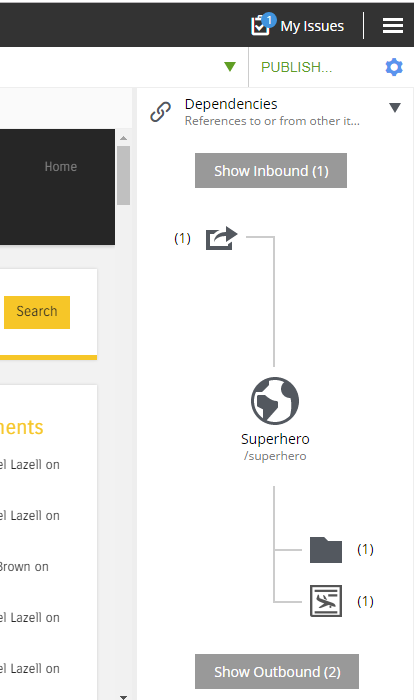 1 My Issues
PUBLISH...
Dependencies
References to or from other it...
Home
Show Inbound (1)
(1)
Search
Superhero
/superhero
ments
el Lazell on
el Lazell on
Brown on
el Lazell on
el Lazell on
(1)
(1)
Show Outbound (2)